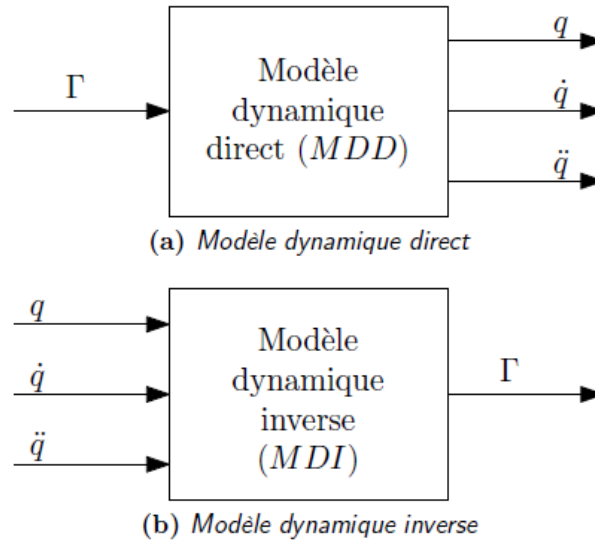 Γ
Modèle
dynamique
direct (MDD)
q
q̇
q̈
(a) Modèle dynamique direct
q
q̇
q̈
Modèle
dynamique
inverse
(MDI)
Γ
(b) Modèle dynamique inverse